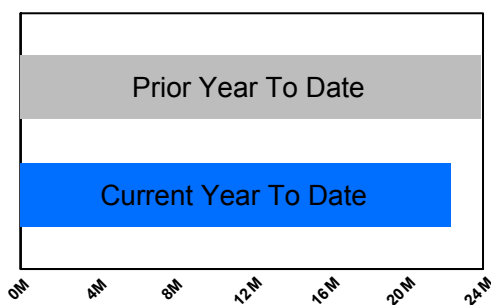 Prior Year To Date
Current Year To Date
0M 4M 8M 12M 16M 20M 24M